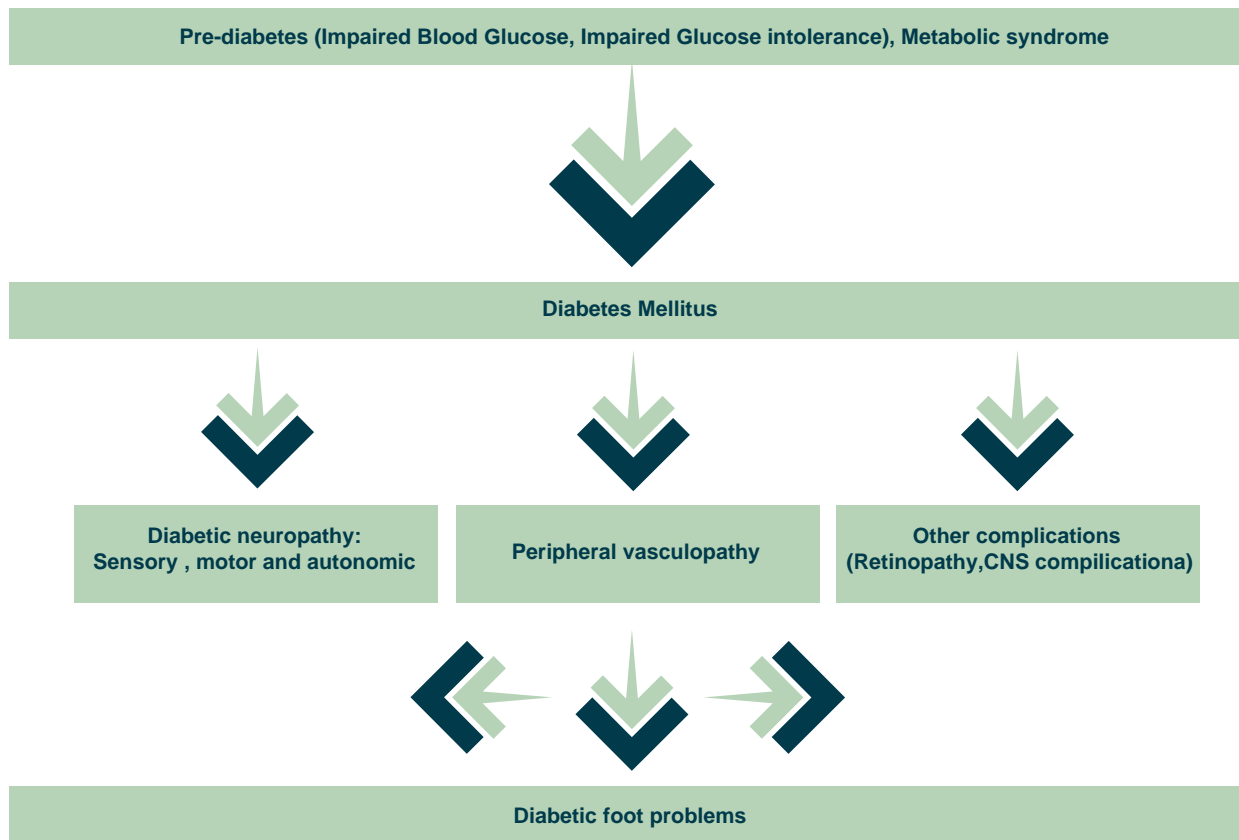 Pre-diabetes (Impaired Blood Glucose, Impaired Glucose intolerance), Metabolic syndrome
Diabetes Mellitus
Diabetic neuropathy:
Sensory , motor and autonomic
Peripheral vasculopathy
Other complications
(Retinopathy,CNS compilicationa)
Diabetic foot problems